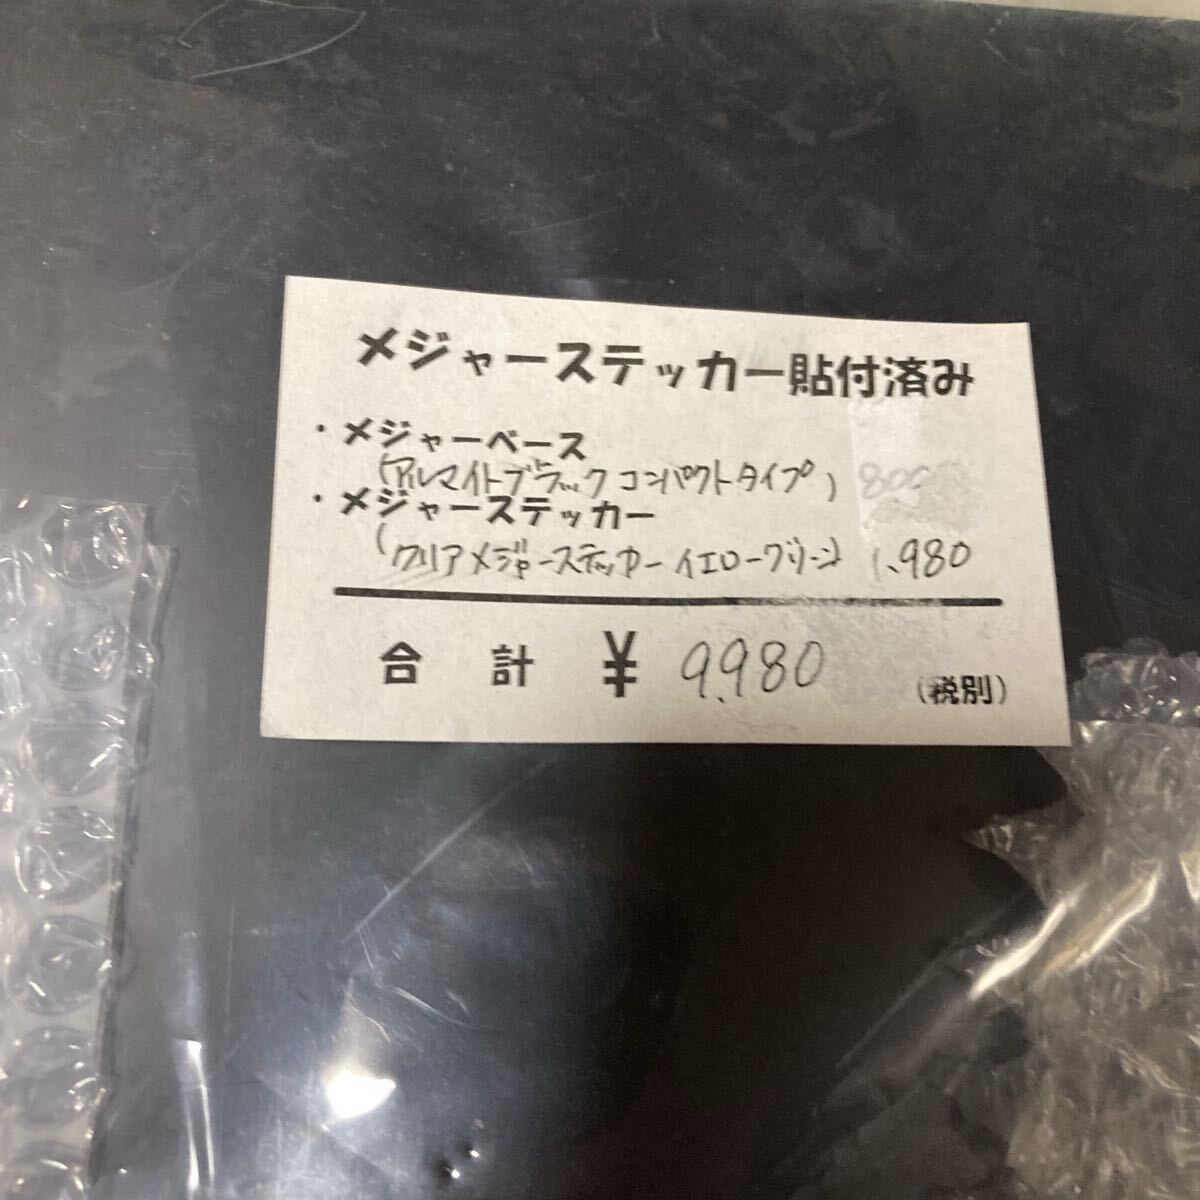 メジャーステッカー貼付済み
・メジャーベース
(アルマイトブラック コンパクトタイプ)
・メジャーステッカー
(クリアメジャーステッカー イエローグリーン) 1,980
合計 ¥ 9,980 (税別)